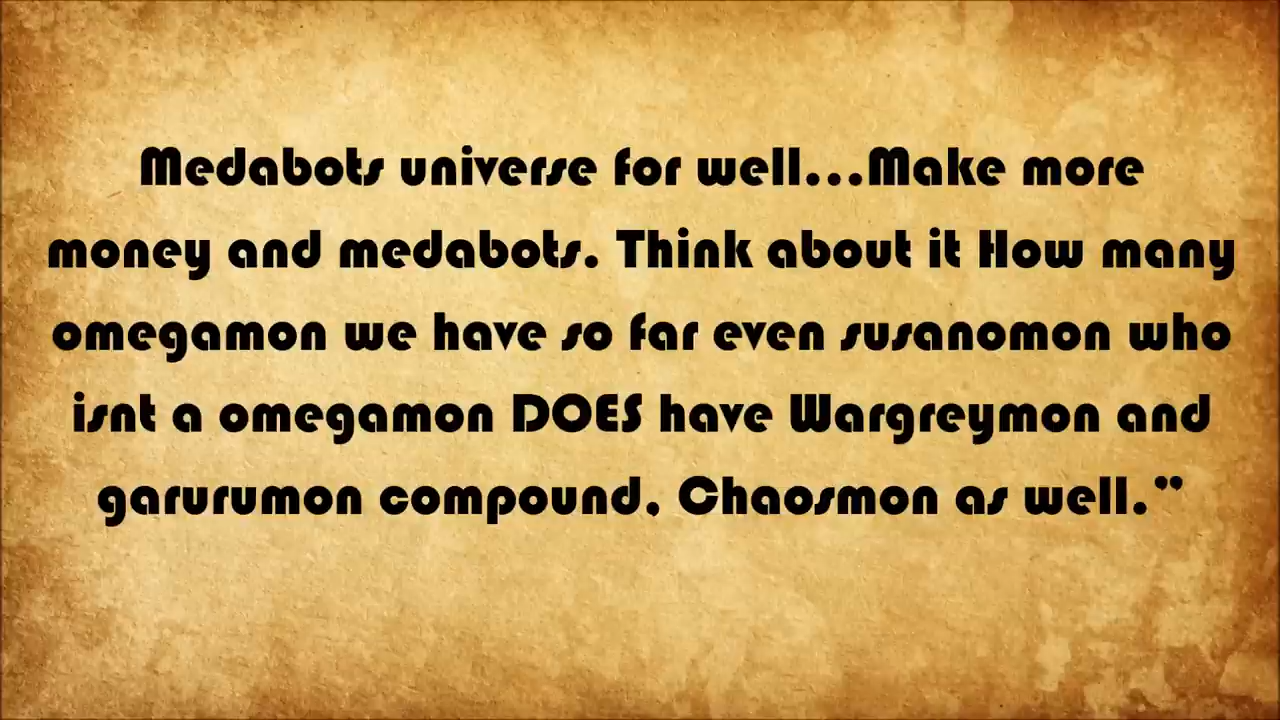 Medabots universe for well...Make more
money and medabots. Think about it How many
omegamon we have so far even susanomon who
isnt a omegamon DOES have Wargreymon and
garurumon compound, Chaosmon as well.”